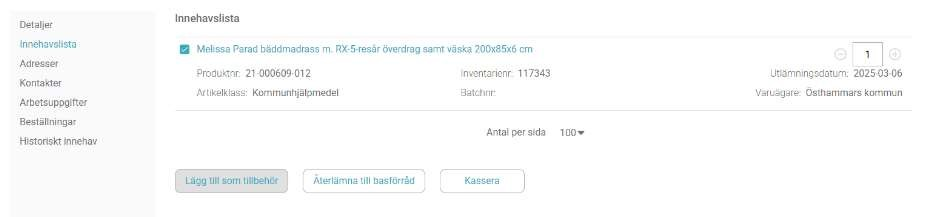 Detaljer
Innehavslista
Adresser
Kontakter
Arbetsuppgifter
Beställningar
Historiskt innehav
Innehavslista
Melissa Parad bäddmadrass m. RX-5-resår överdrag samt väska 200x85x6 cm
1
Produktnr: 21-000609-012 Inventarienr: 117343 Utlämningsdatum: 2025-03-06
Artikelklass: Kommunhjälpmedel Batchnr: Varuägare: Östhammars kommun
Antal per sida 100
Lägg till som tillbehör Återlämna till basförråd Kassera